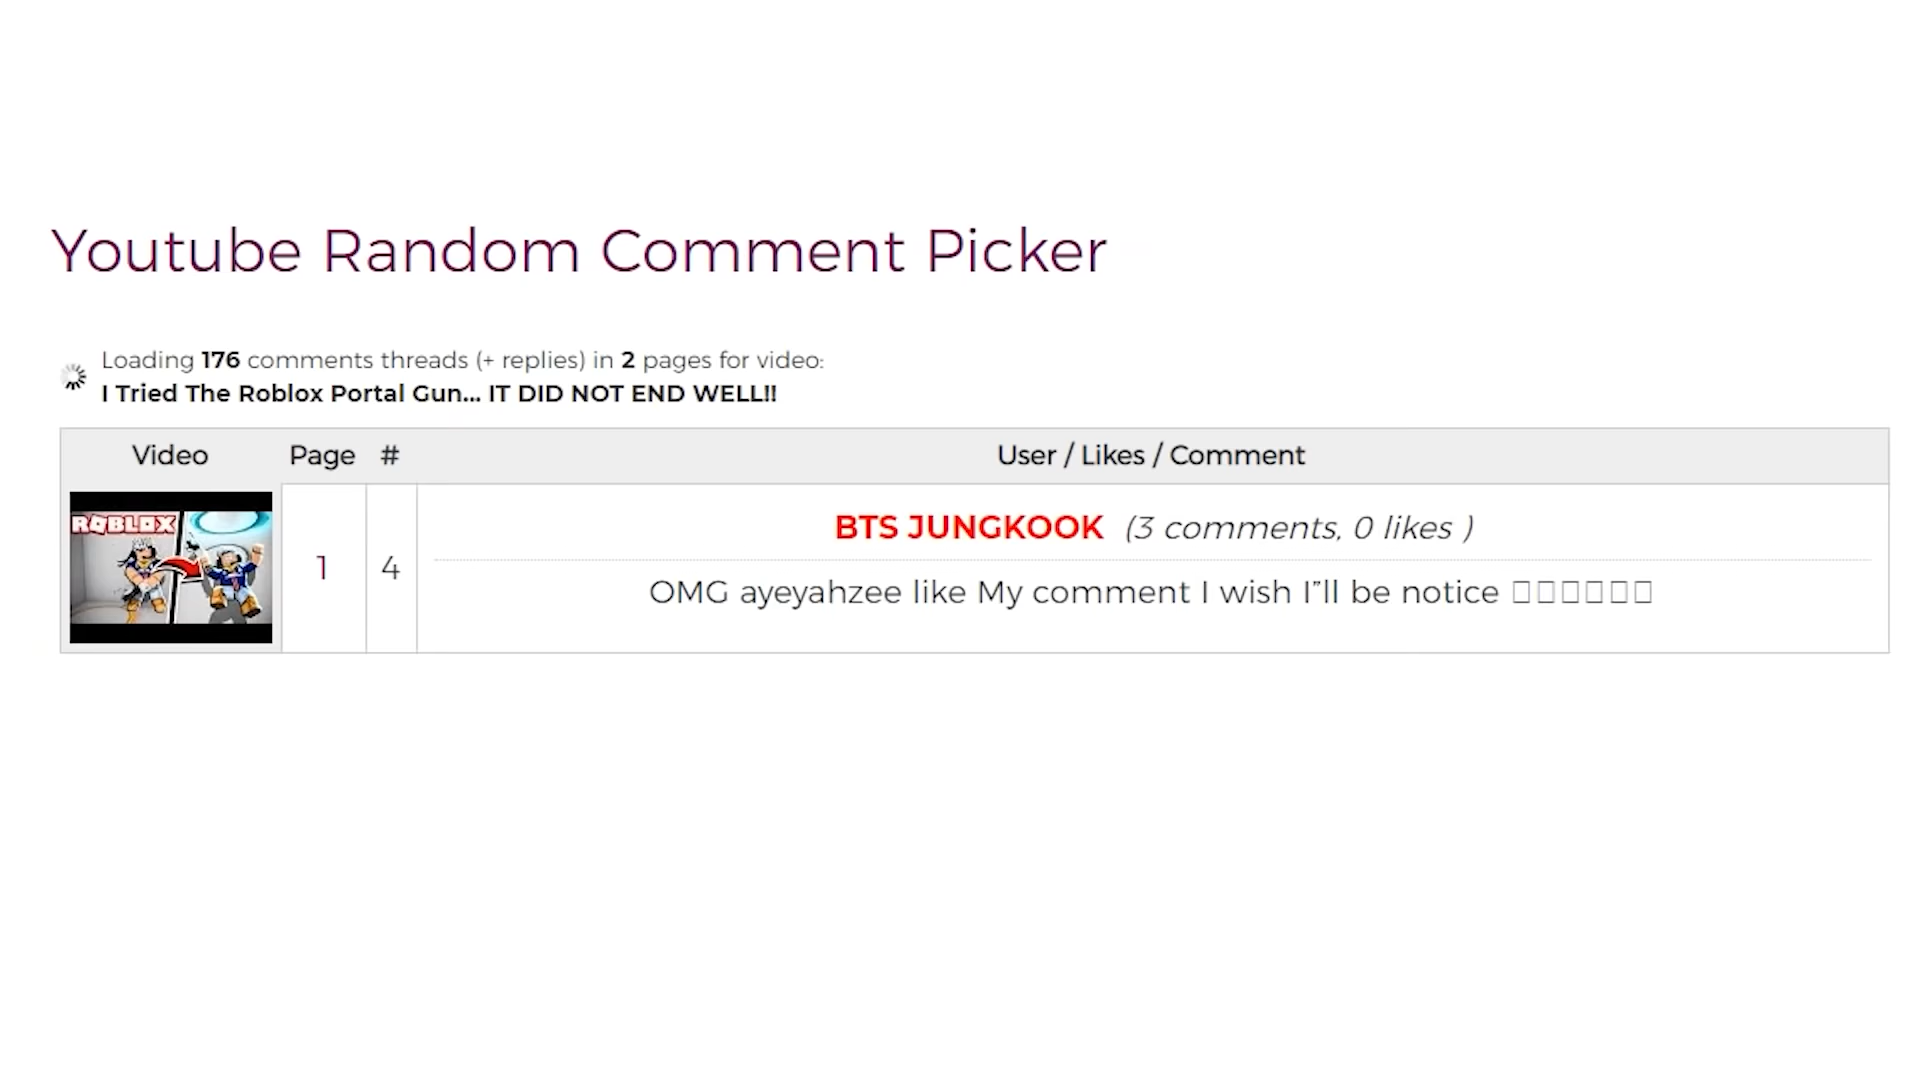 Youtube Random Comment Picker
Loading 176 comments threads (+ replies) in 2 pages for video:
I Tried The Roblox Portal Gun... IT DID NOT END WELL!!
Video Page # User / Likes / Comment
ROBLOX
1 4
BTS JUNGKOOK (3 comments, 0 likes )
OMG ayeyahzee like My comment I wish I"ll be notice □□□□□□